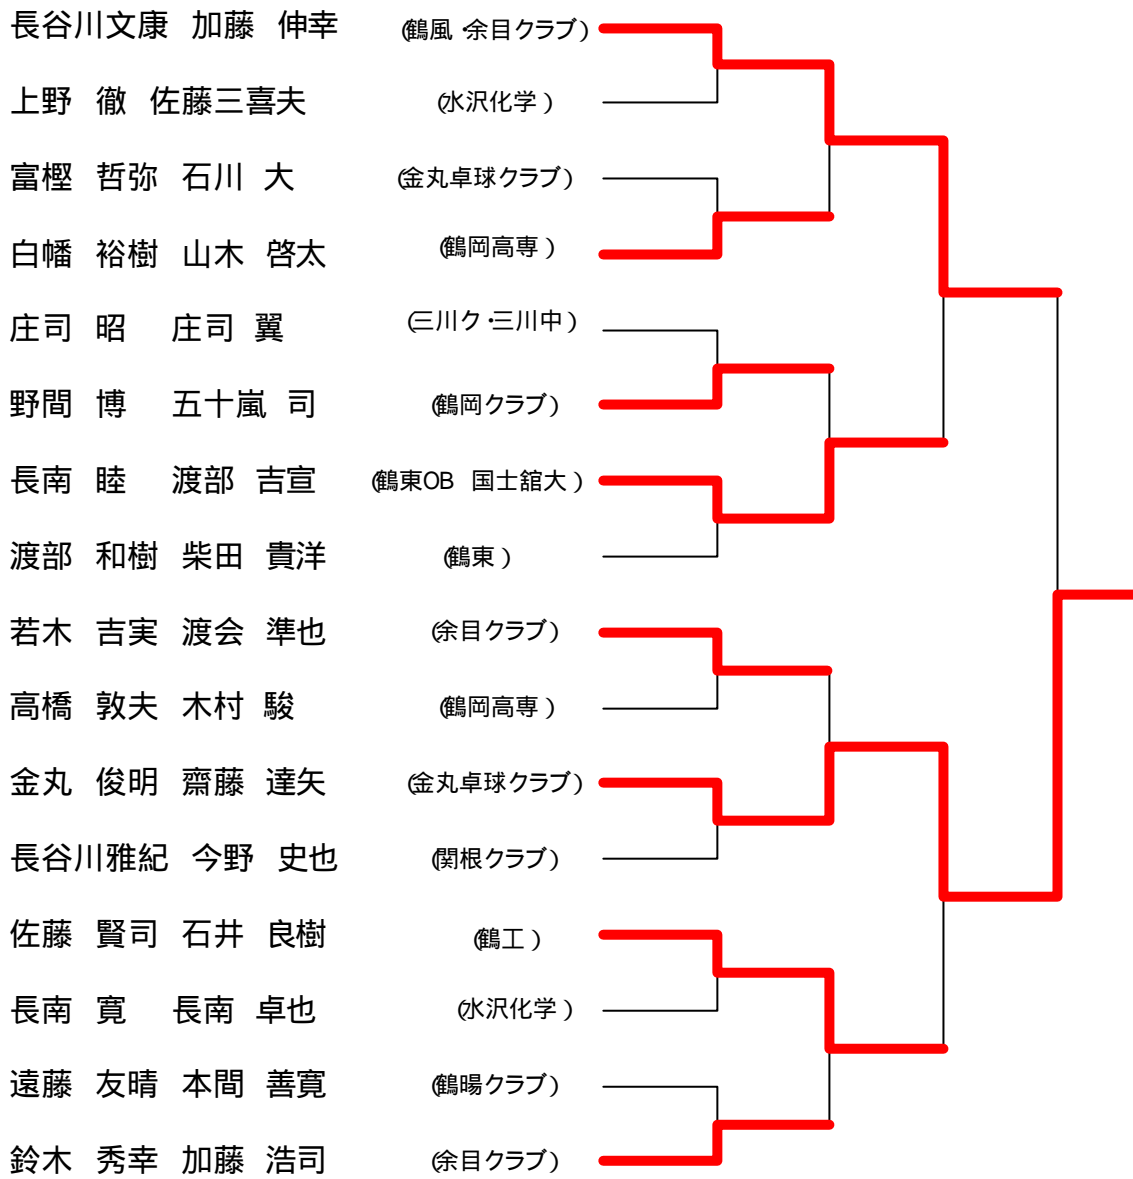 長谷川文康 加藤 伸幸 (鶴風・余目クラブ)
上野 徹 佐藤三喜夫 (水沢化学)
富樫 哲弥 石川 大 (金丸卓球クラブ)
白幡 裕樹 山木 啓太 (鶴岡高専)
庄司 昭 庄司 翼 (三川ク・三川中)
野間 博 五十嵐 司 (鶴岡クラブ)
長南 睦 渡部 吉宣 (鶴東OB 国士舘大)
渡部 和樹 柴田 貴洋 (鶴東)
若木 吉実 渡会 準也 (余目クラブ)
高橋 敦夫 木村 駿 (鶴岡高専)
金丸 俊明 齋藤 達矢 (金丸卓球クラブ)
長谷川雅紀 今野 史也 (関根クラブ)
佐藤 賢司 石井 良樹 (鶴工)
長南 寛 長南 卓也 (水沢化学)
遠藤 友晴 本間 善寛 (鶴暘クラブ)
鈴木 秀幸 加藤 浩司 (余目クラブ)